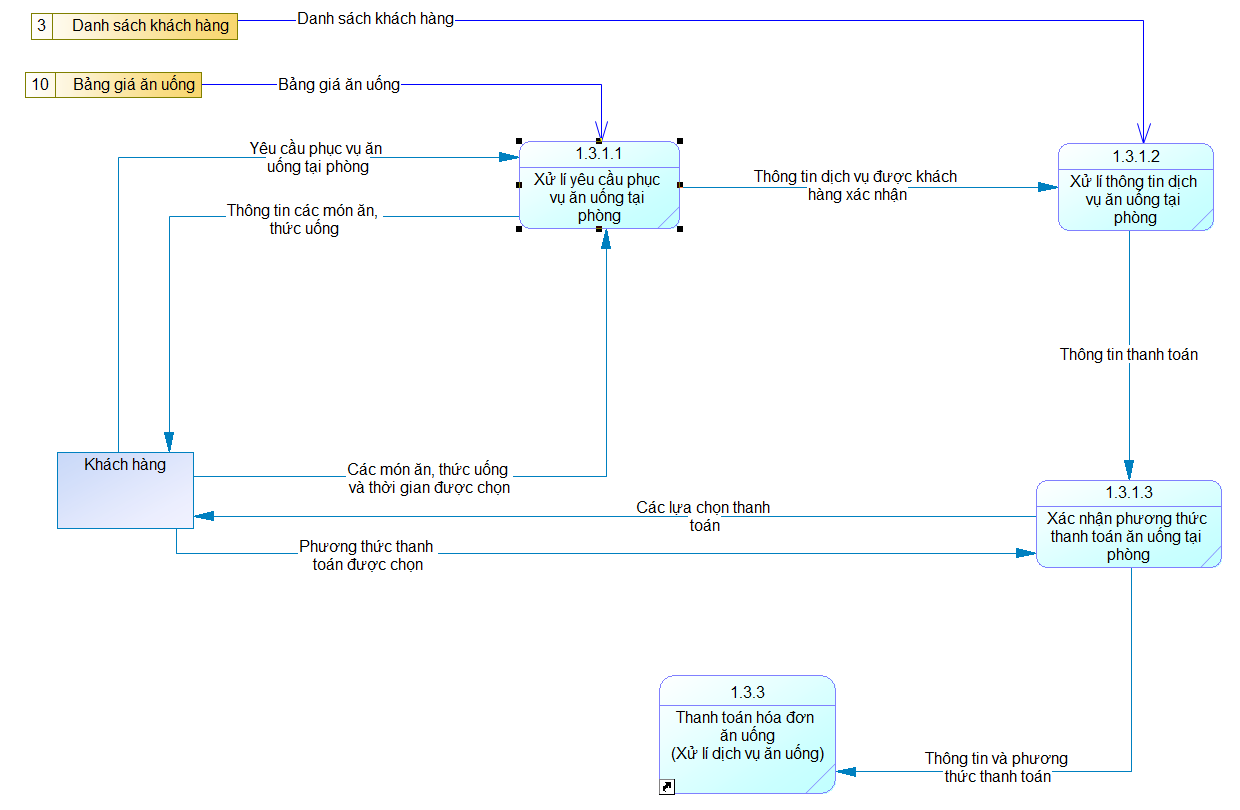 3 Danh sách khách hàng
Danh sách khách hàng
10 Bảng giá ăn uống
Bảng giá ăn uống
Yêu cầu phục vụ ăn
uống tại phòng
1.3.1.1
Xử lí yêu cầu phục
vụ ăn uống tại
phòng
Thông tin dịch vụ được khách
hàng xác nhận
1.3.1.2
Xử lí thông tin dịch
vụ ăn uống tại
phòng
Thông tin các món ăn,
thức uống
Thông tin thanh toán
Khách hàng
Các món ăn, thức uống
và thời gian được chọn
Các lựa chọn thanh
toán
1.3.1.3
Xác nhận phương thức
thanh toán ăn uống tại
phòng
Phương thức thanh
toán được chọn
1.3.3
Thanh toán hóa đơn
ăn uống
(Xử lí dịch vụ ăn uống)
Thông tin và phương
thức thanh toán